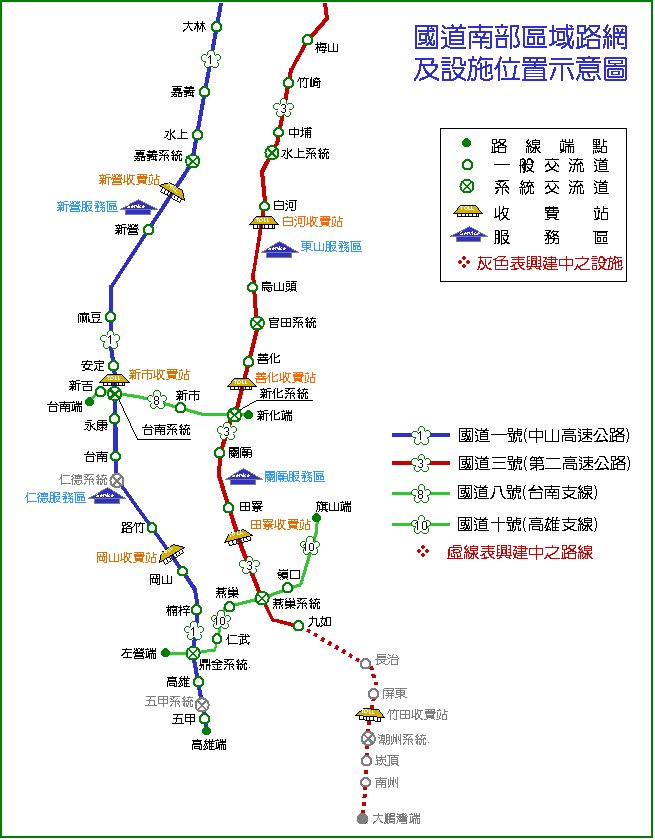 國道南部區域路網
及設施位置示意圖
路線端點
一般交流道
系統交流道
收費站
服務區
灰色表興建中之設施
大林
1
嘉義
水上
嘉義系統
新營收費站
新營服務區
新營
麻豆
1
安定
新市收費站
新吉
台南端
8
新市
台南系統
永康
台南
仁德系統
仁德服務區
路竹
岡山收費站
岡山
楠梓
1
左營端
鼎金系統
高雄
五甲系統
五甲
高雄端
梅山
竹崎
3
中埔
水上系統
白河
白河收費站
東山服務區
烏山頭
官田系統
善化
善化收費站
新化系統
新化端
3
關廟
關廟服務區
田寮
田寮收費站
旗山端
10
3
嶺口
燕巢
燕巢系統
10
仁武
九如
長治
屏東
竹田收費站
潮州系統
崁頂
南州
大鵬灣端
1 國道一號(中山高速公路)
3 國道三號(第二高速公路)
8 國道八號(台南支線)
10 國道十號(高雄支線)
虛線表興建中之路線